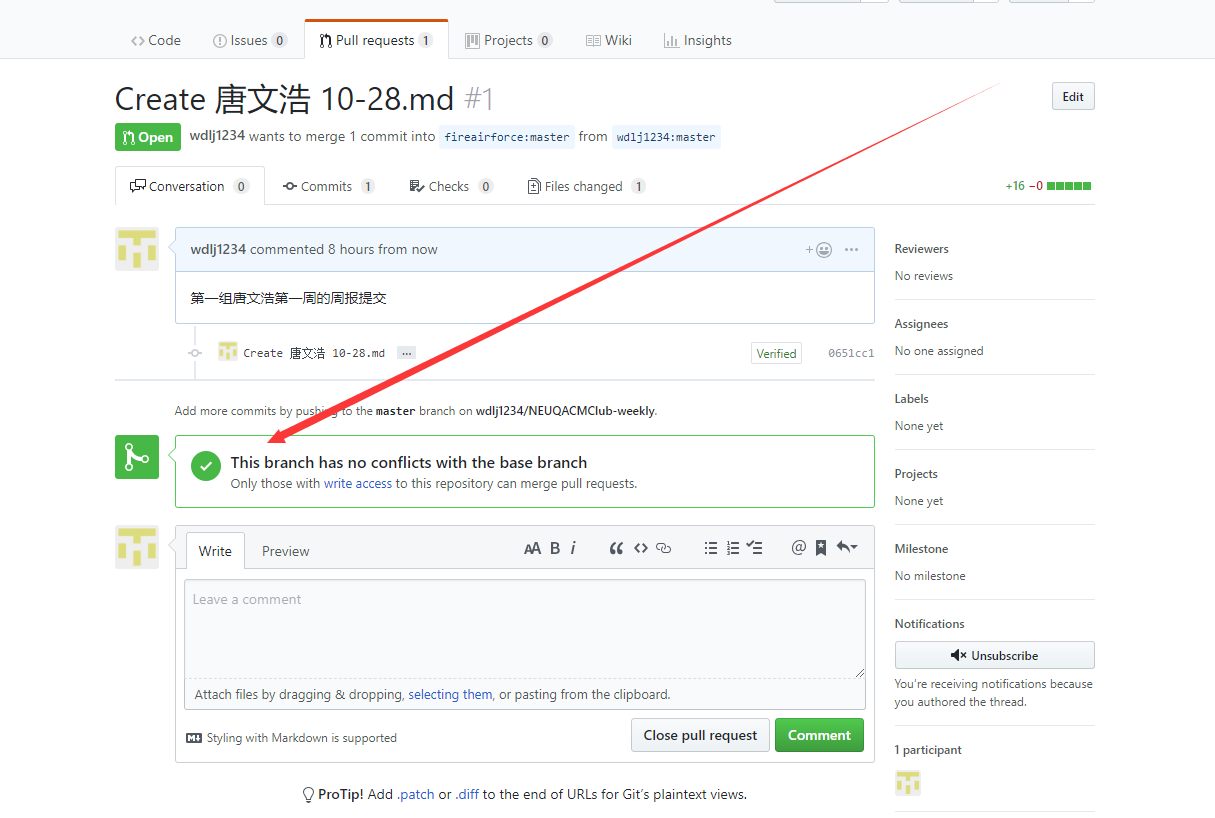 Code Issues 0 Pull requests 1 Projects 0 Wiki Insights
Create 唐文浩 10-28.md #1
Edit
Open wdlj1234 wants to merge 1 commit into fireairforce:master from wdlj1234:master
Conversation 0 Commits 1 Checks 0 Files changed 1 +16 −0
wdlj1234 commented 8 hours from now
第一组唐文浩第一周的周报提交
Create 唐文浩 10-28.md ... Verified 0651cc1
Add more commits by pushing to the master branch on wdlj1234/NEUQACMClub-weekly.
This branch has no conflicts with the base branch
Only those with write access to this repository can merge pull requests.
Write Preview AA B i
Leave a comment
Attach files by dragging & dropping, selecting them, or pasting from the clipboard.
Styling with Markdown is supported
Close pull request Comment
ProTip! Add .patch or .diff to the end of URLs for Git’s plaintext views.
Reviewers
No reviews
Assignees
No one assigned
Labels
None yet
Projects
None yet
Milestone
No milestone
Notifications
Unsubscribe
You’re receiving notifications because
you authored the thread.
1 participant